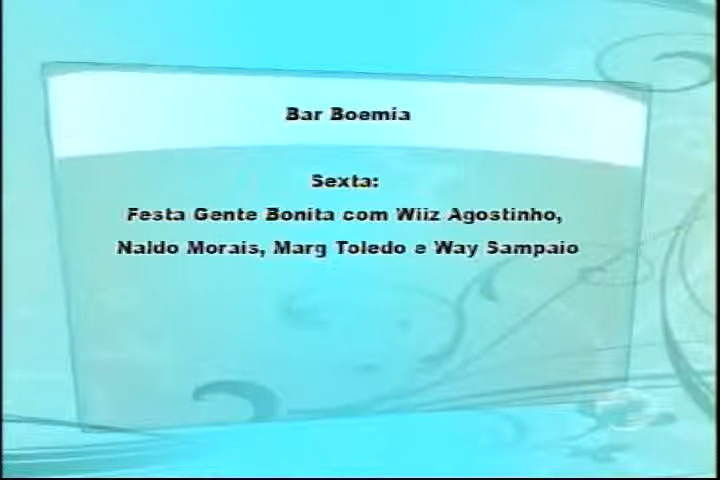 Bar Boemia
Sexta:
Festa Gente Bonita com Wiiz Agostinho,
Naldo Morais, Marg Toledo e Way Sampaio